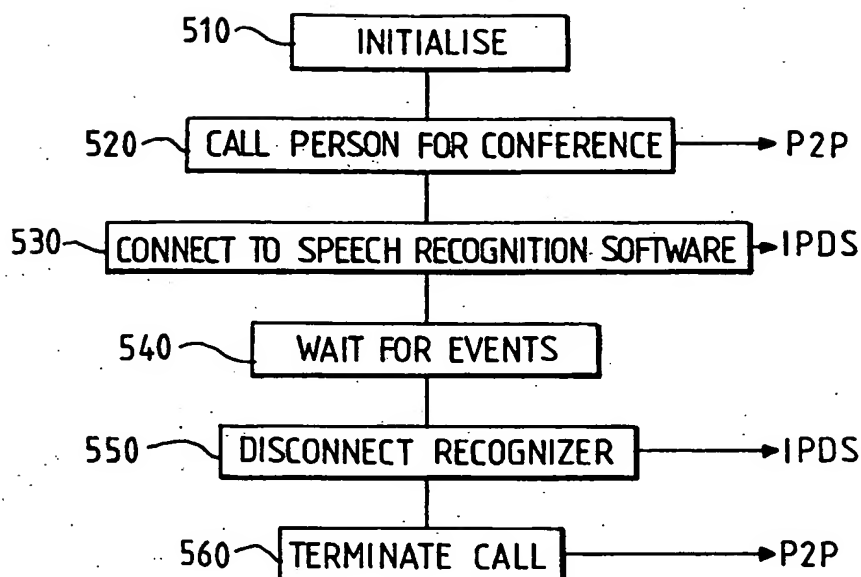 510 INITIALISE
520 CALL PERSON FOR CONFERENCE P2P
530 CONNECT TO SPEECH RECOGNITION SOFTWARE IPDS
540 WAIT FOR EVENTS
550 DISCONNECT RECOGNIZER IPDS
560 TERMINATE CALL P2P